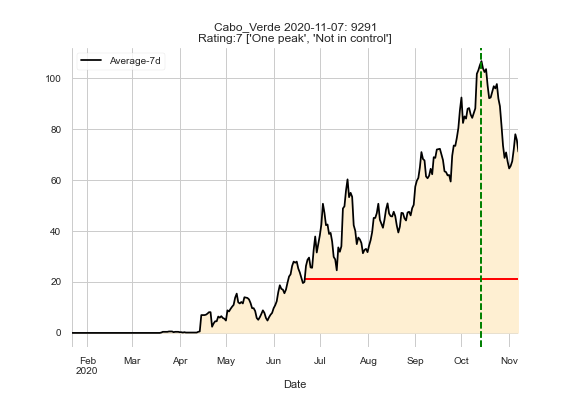 Cabo_Verde 2020-11-07: 9291
Rating:7 ['One peak', 'Not in control']
Average-7d
100
80
60
40
20
0
Feb Mar Apr May Jun Jul Aug Sep Oct Nov
2020
Date